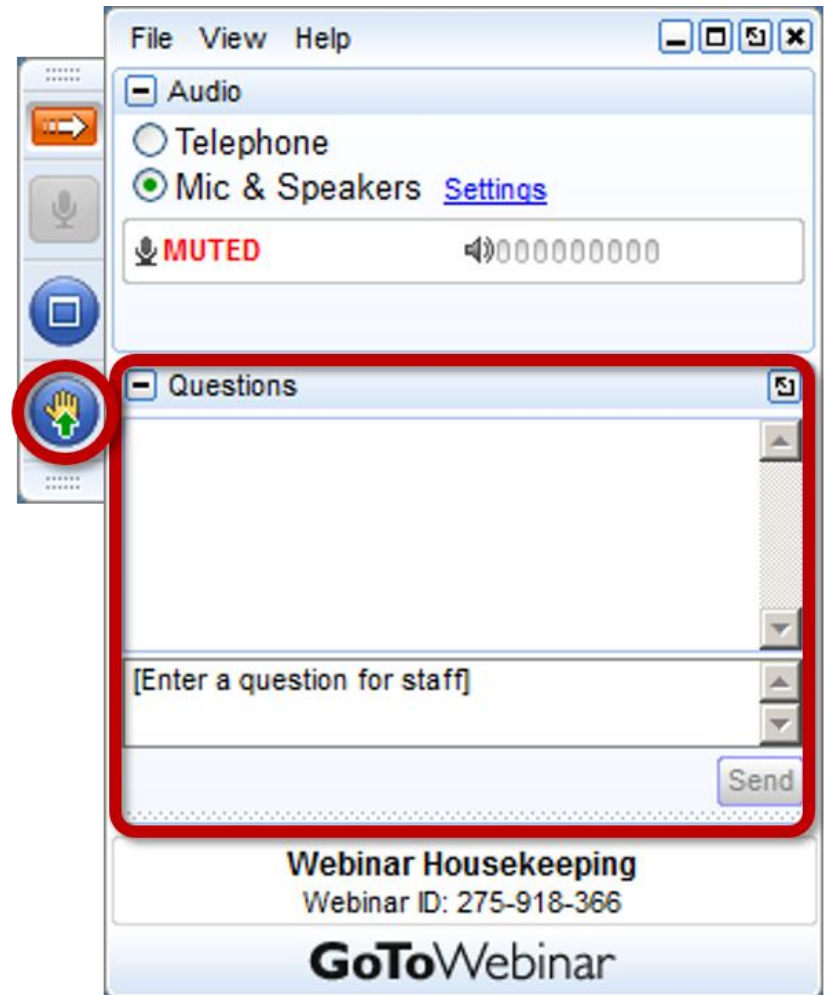 File View Help
Audio
Telephone
Mic & Speakers Settings
MUTED
Questions
[Enter a question for staff]
Send
Webinar Housekeeping
Webinar ID: 275-918-366
GoToWebinar